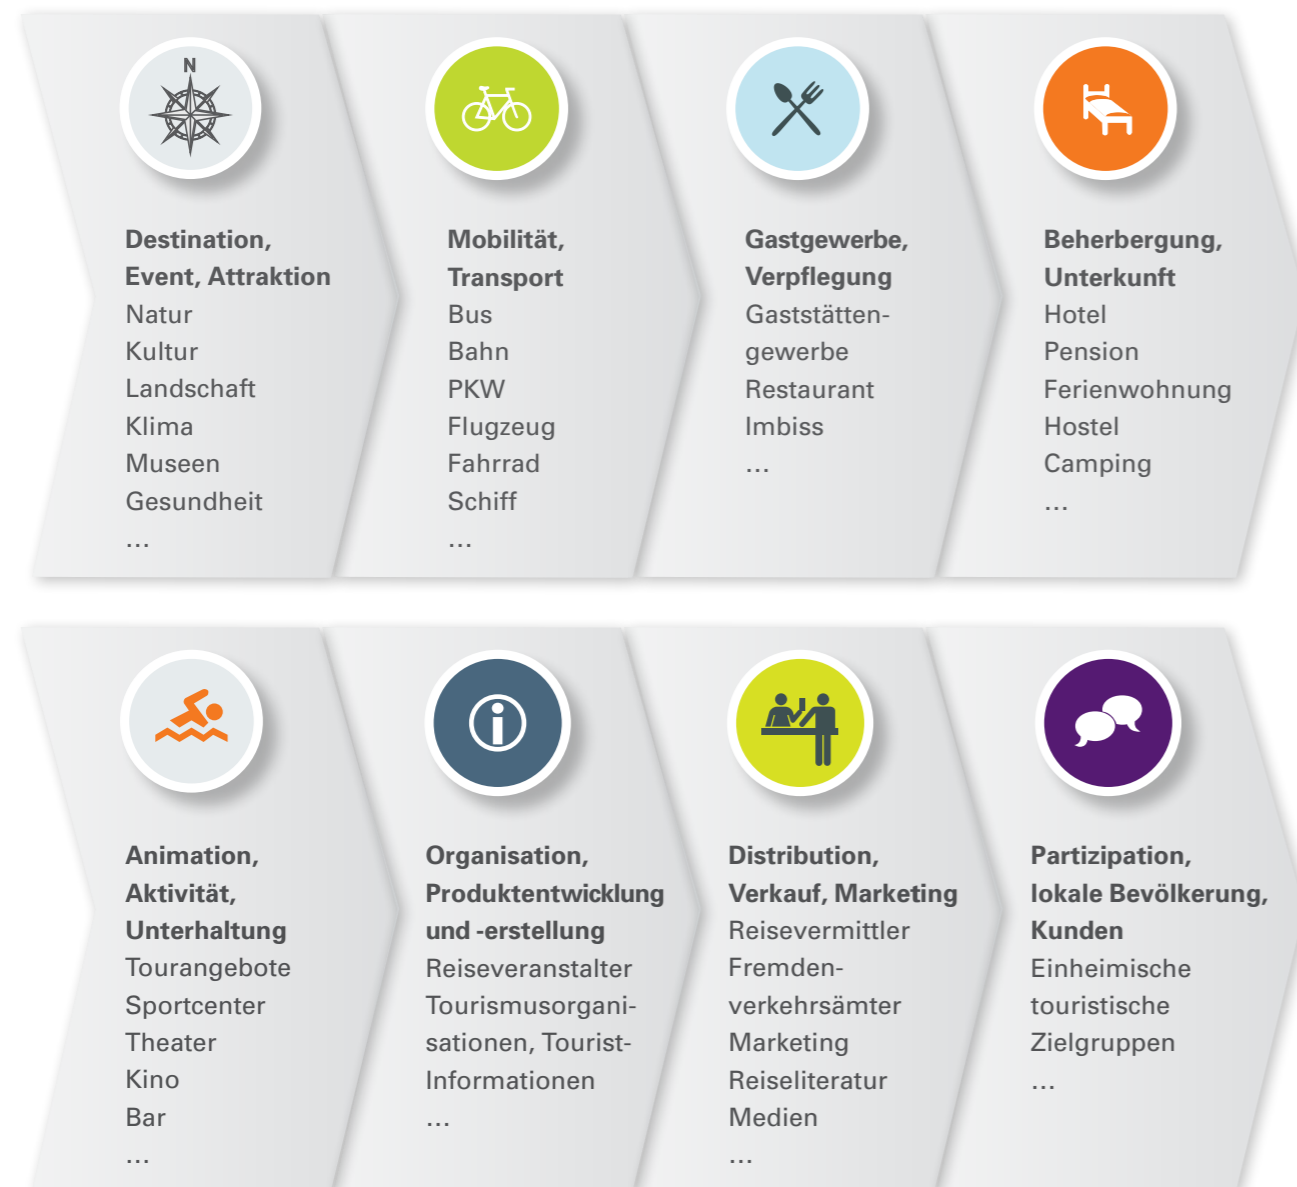 N
Destination,
Event, Attraktion
Natur
Kultur
Landschaft
Klima
Museen
Gesundheit
…
Mobilität,
Transport
Bus
Bahn
PKW
Flugzeug
Fahrrad
Schiff
…
Gastgewerbe,
Verpflegung
Gaststätten-
gewerbe
Restaurant
Imbiss
…
Beherbergung,
Unterkunft
Hotel
Pension
Ferienwohnung
Hostel
Camping
…
Animation,
Aktivität,
Unterhaltung
Tourangebote
Sportcenter
Theater
Kino
Bar
…
Organisation,
Produktentwicklung
und -erstellung
Reiseveranstalter
Tourismusorgani-
sationen, Tourist-
Informationen
…
Distribution,
Verkauf, Marketing
Reisevermittler
Fremden-
verkehrsämter
Marketing
Reiseliteratur
Medien
…
Partizipation,
lokale Bevölkerung,
Kunden
Einheimische
touristische
Zielgruppen
…